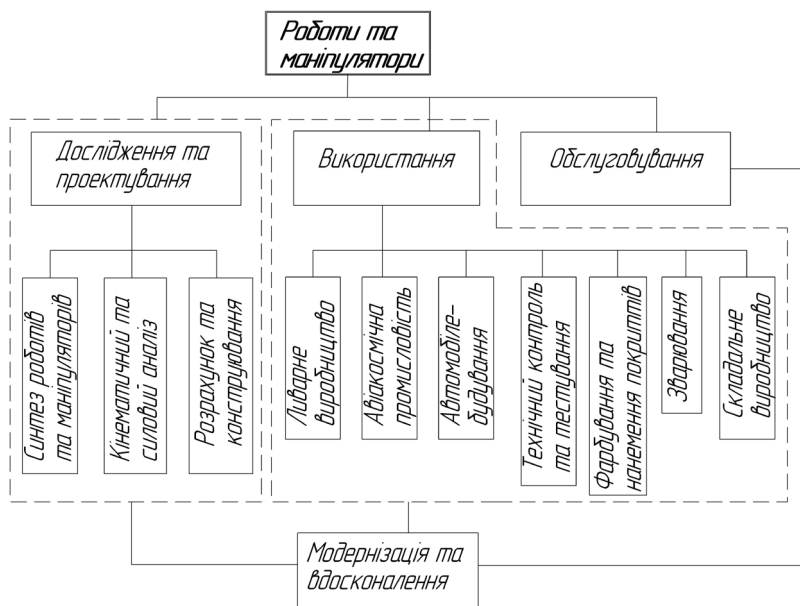 Роботи та
маніпулятори
Дослідження та
проектування
Використання
Обслуговування
Синтез роботів
та маніпуляторів
Кінематичний та
силовий аналіз
Розрахунок та
конструювання
Ливарне
виробництво
Авіакосмічна
промисловість
Автомобіле-
будування
Технічний контроль
та тестування
Фарбування та
нанемення покриттів
Зварювання
Складальне
виробництво
Модернізація та
вдосконалення